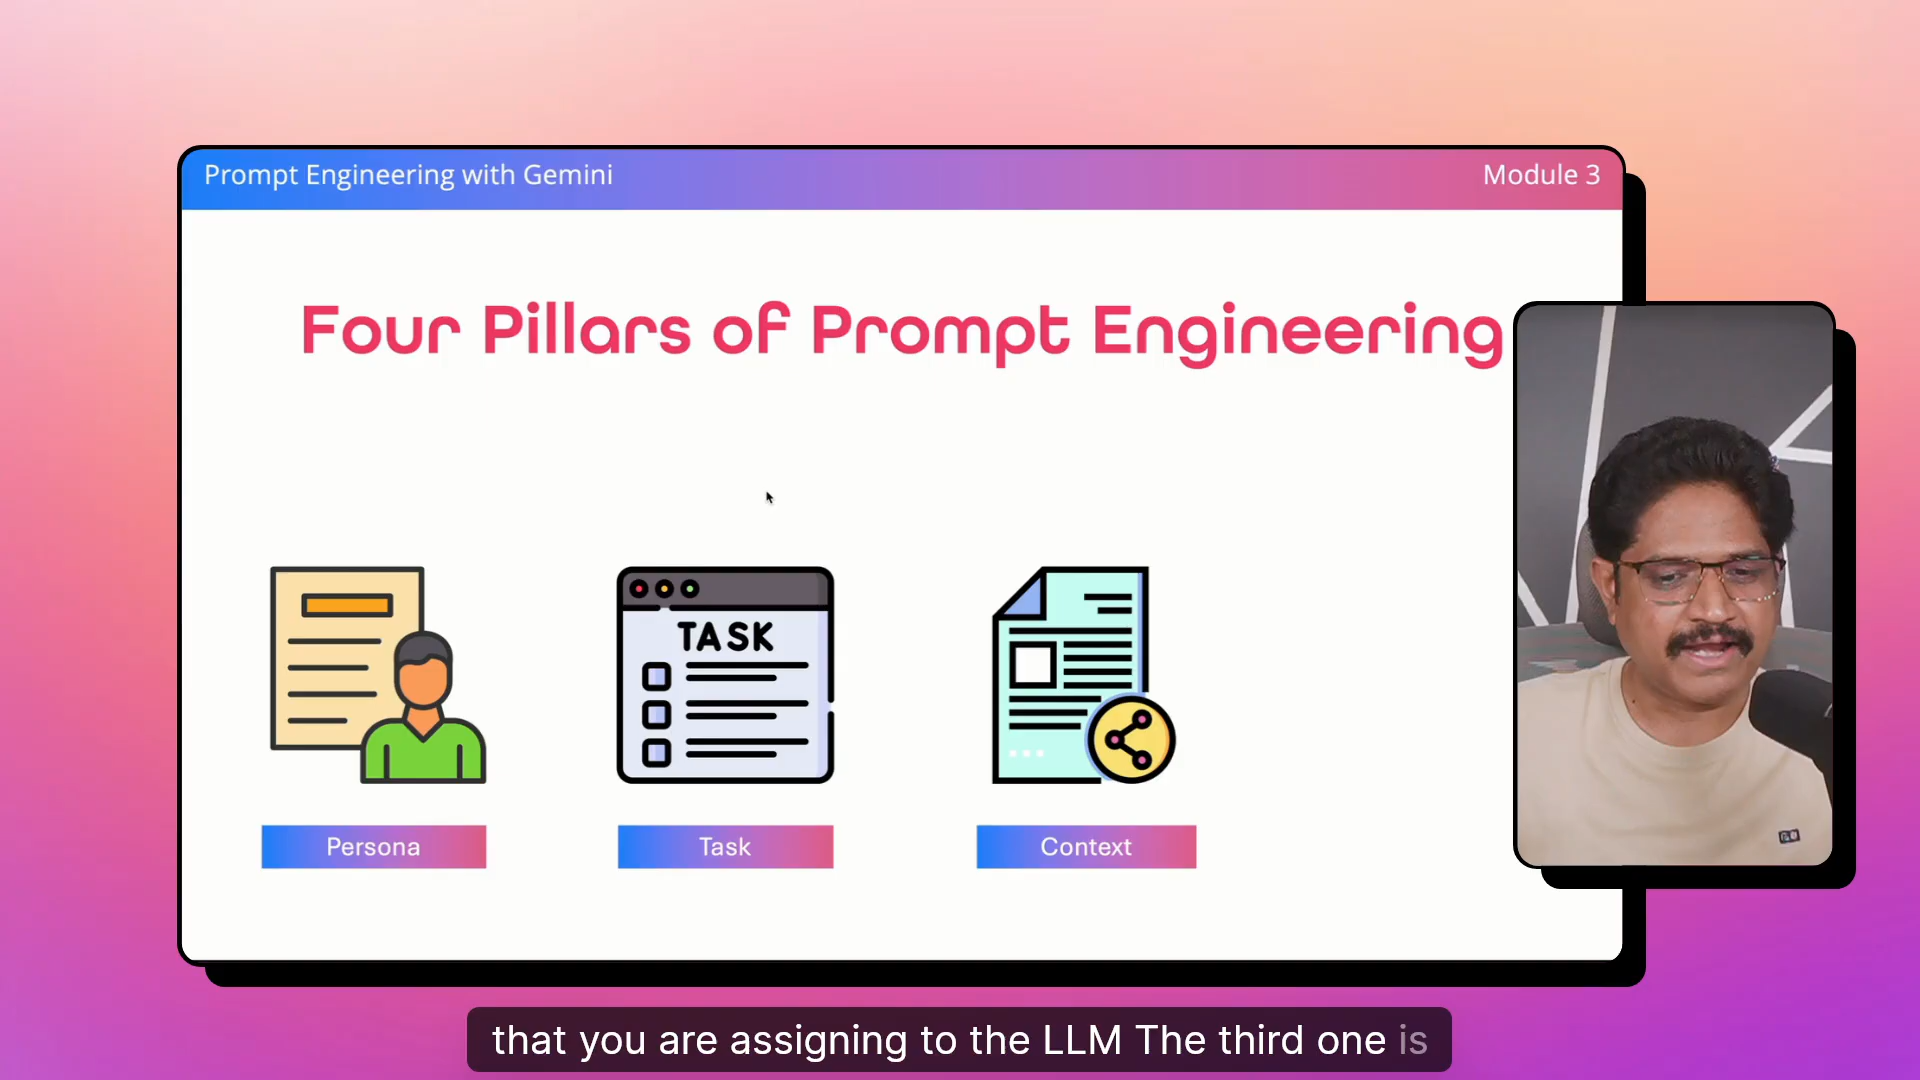 Prompt Engineering with Gemini
Module 3
Four Pillars of Prompt Engineering
TASK
Persona
Task
Context
that you are assigning to the LLM The third one is